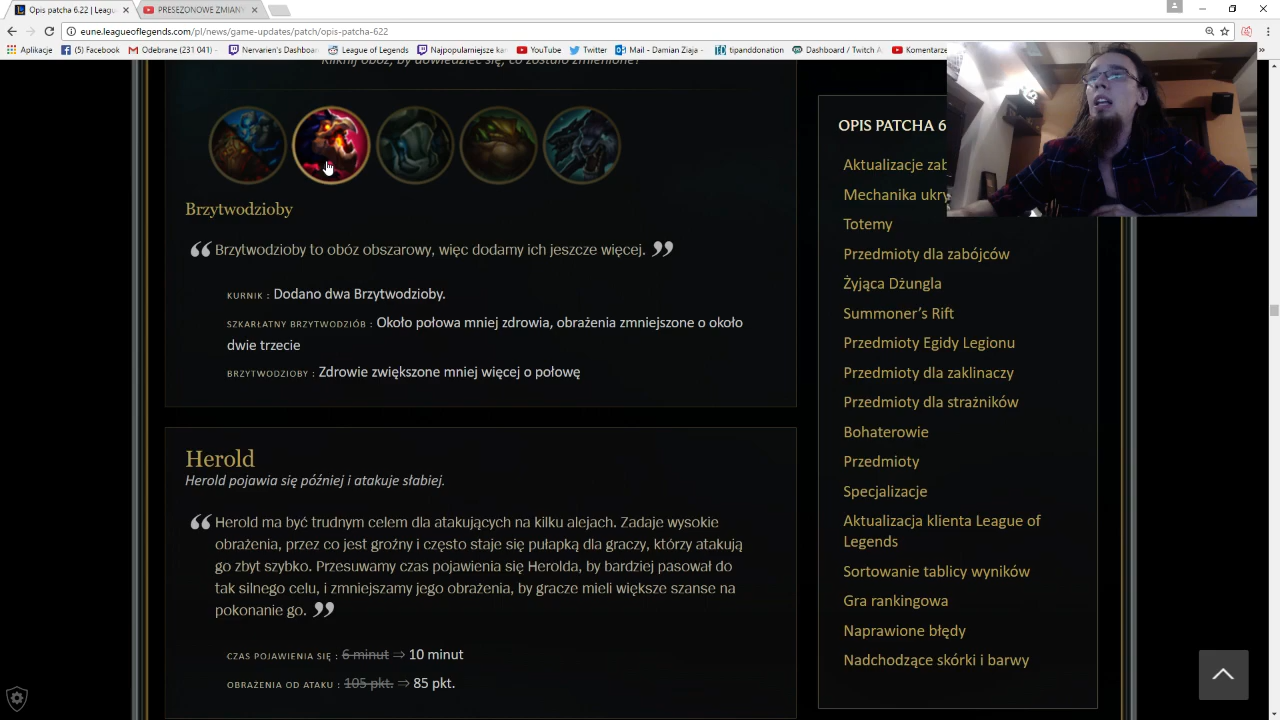 Opis patcha 6.22 | Leagu
PRESEZONOWE ZMIANY
eune.leagueoflegends.com/pl/news/game-updates/patch/opis-patcha-622
Aplikacje (5) Facebook Odebrane (231 041) - Nervarien's Dashboa League of Legends Najpopularniejsze kan YouTube Twitter Mail - Damian Ziaja tipanddonation Dashboard / Twitch A Komentarze »
Kliknij obóz, by dowiedzieć się, co zostało zmienione!
Brzytwodzioby
Brzytwodzioby to obóz obszarowy, więc dodamy ich jeszcze więcej.
KURNIK : Dodano dwa Brzytwodzioby.
SZKARŁATNY BRZYTWODZIÓB : Około połowa mniej zdrowia, obrażenia zmniejszone o około
dwie trzecie
BRZYTWODZIOBY : Zdrowie zwiększone mniej więcej o połowę
Herold
Herold pojawia się później i atakuje słabiej.
Herold ma być trudnym celem dla atakujących na kilku alejach. Zadaje wysokie
obrażenia, przez co jest groźny i często staje się pułapką dla graczy, którzy atakują
go zbyt szybko. Przesuwamy czas pojawienia się Herolda, by bardziej pasował do
tak silnego celu, i zmniejszamy jego obrażenia, by gracze mieli większe szanse na
pokonanie go.
CZAS POJAWIENIA SIĘ : 6 minut ⇒ 10 minut
OBRAŻENIA OD ATAKU : 105 pkt. ⇒ 85 pkt.
OPIS PATCHA 6
Aktualizacje zab
Mechanika ukry
Totemy
Przedmioty dla zabójców
Żyjąca Dżungla
Summoner's Rift
Przedmioty Egidy Legionu
Przedmioty dla zaklinaczy
Przedmioty dla strażników
Bohaterowie
Przedmioty
Specjalizacje
Aktualizacja klienta League of
Legends
Sortowanie tablicy wyników
Gra rankingowa
Naprawione błędy
Nadchodzące skórki i barwy